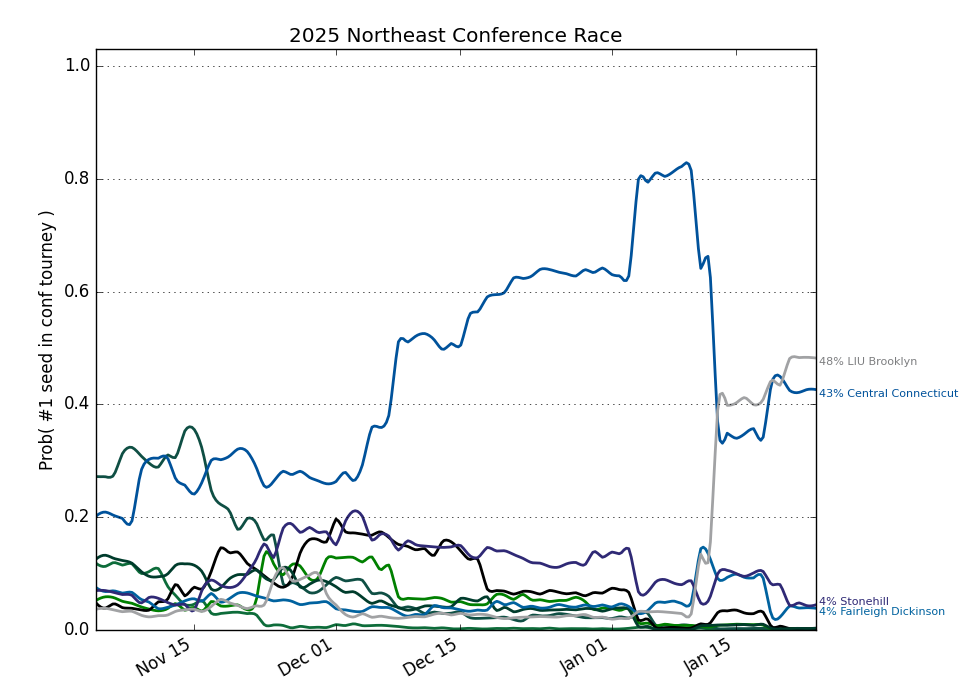 2025 Northeast Conference Race
Prob( #1 seed in conf tourney )
1.0
0.8
0.6
0.4
0.2
0.0
48% LIU Brooklyn
43% Central Connecticut
4% Stonehill
4% Fairleigh Dickinson
Nov 15
Dec 01
Dec 15
Jan 01
Jan 15